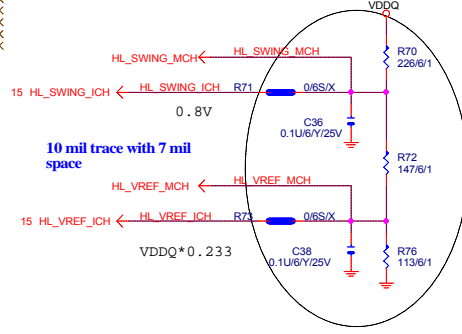 VDDQ
HL_SWING_MCH HL_SWING_MCH R70
226/6/1
15 HL_SWING_ICH HL_SWING_ICH R71 0/6S/X
0.8V
C36
0.1U/6/Y/25V
10 mil trace with 7 mil
space
R72
147/6/1
HL_VREF_MCH HL_VREF_MCH
15 HL_VREF_ICH HL_VREF_ICH R73 0/6S/X
VDDQ*0.233
C38
0.1U/6/Y/25V
R76
113/6/1